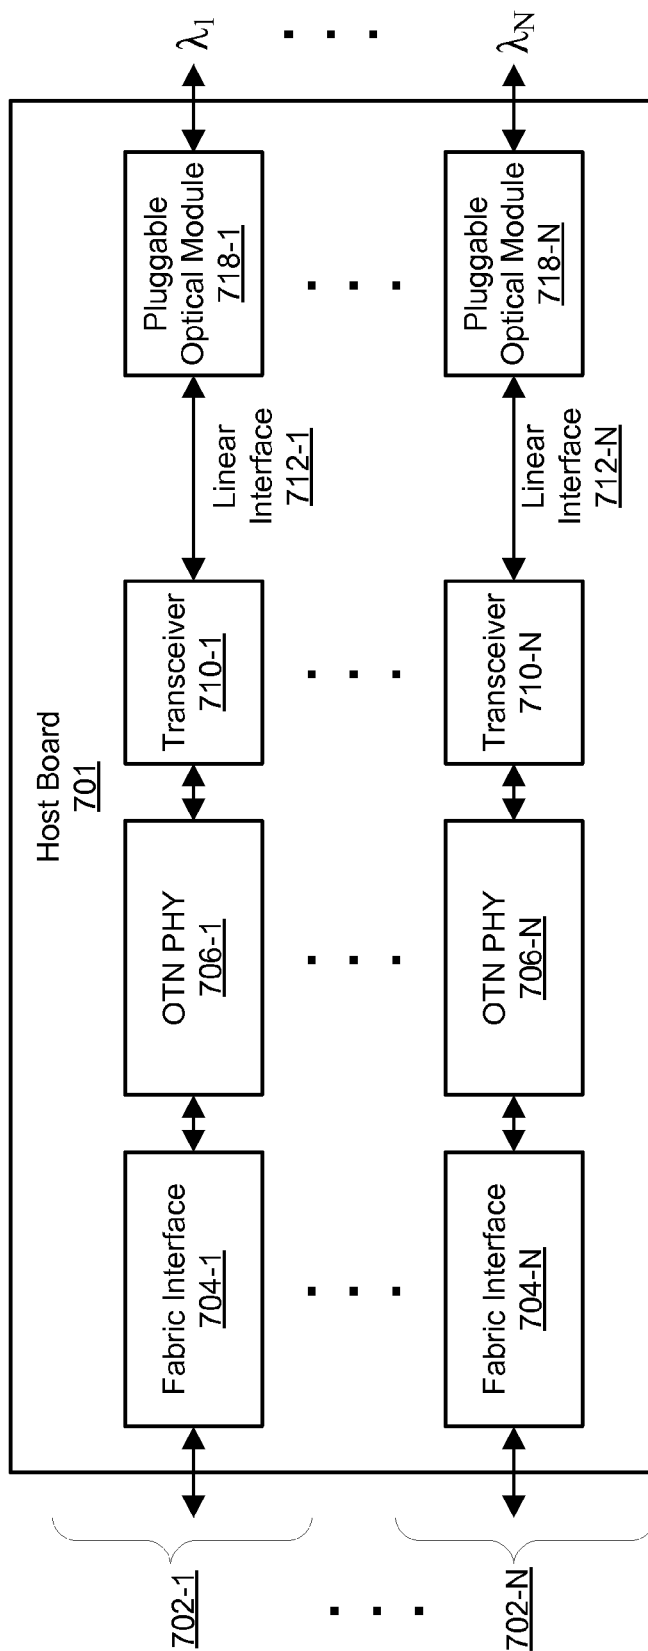 Host Board
701
702-1
Fabric Interface
704-1
OTN PHY
706-1
Transceiver
710-1
Linear
Interface
712-1
Pluggable
Optical Module
718-1
λ1
702-N
Fabric Interface
704-N
OTN PHY
706-N
Transceiver
710-N
Linear
Interface
712-N
Pluggable
Optical Module
718-N
λN